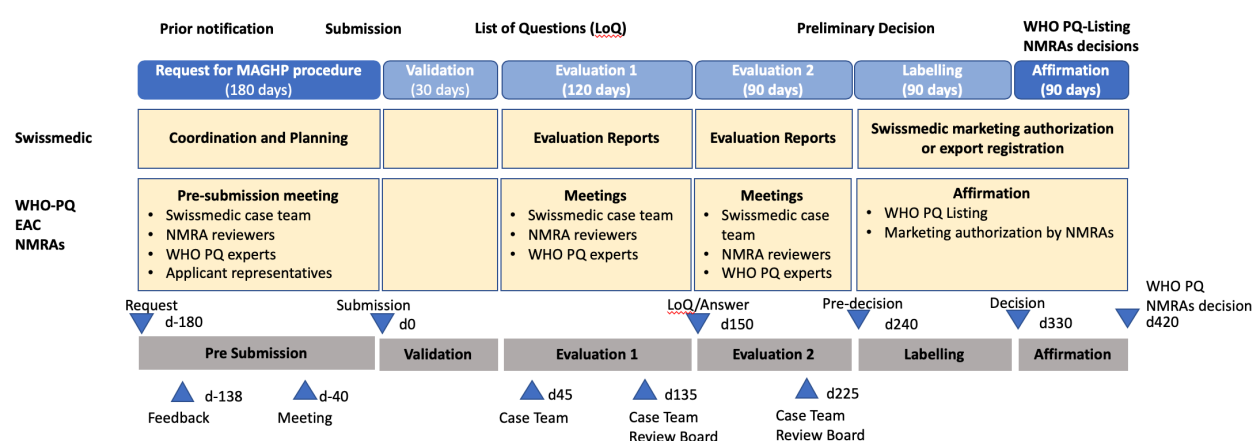 Prior notification
Submission
List of Questions (LoQ)
Preliminary Decision
WHO PQ-Listing
NMRAs decisions
Request for MAGHP procedure
(180 days)
Validation
(30 days)
Evaluation 1
(120 days)
Evaluation 2
(90 days)
Labelling
(90 days)
Affirmation
(90 days)
Swissmedic
Coordination and Planning
Evaluation Reports
Evaluation Reports
Swissmedic marketing authorization
or export registration
WHO-PQ
EAC
NMRAs
Pre-submission meeting
• Swissmedic case team
• NMRA reviewers
• WHO PQ experts
• Applicant representatives
Meetings
• Swissmedic case team
• NMRA reviewers
• WHO PQ experts
Meetings
• Swissmedic case
team
• NMRA reviewers
• WHO PQ experts
Affirmation
• WHO PQ Listing
• Marketing authorization by NMRAs
Request
d-180
Submission
d0
LoQ/Answer
d150
Pre-decision
d240
Decision
d330
WHO PQ
NMRAs decision
d420
Pre Submission
Validation
Evaluation 1
Evaluation 2
Labelling
Affirmation
d-138
Feedback
d-40
Meeting
d45
Case Team
d135
Case Team
Review Board
d225
Case Team
Review Board